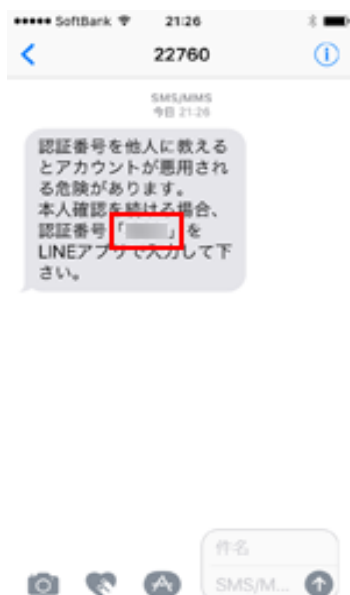 SoftBank 21:26
22760
SMS/MMS
今日 21:26
認証番号を他人に教える
とアカウントが悪用され
る危険があります。
本人確認を続ける場合、
認証番号「 」を
LINEアプリで入力して下
さい。
件名
SMS/M...